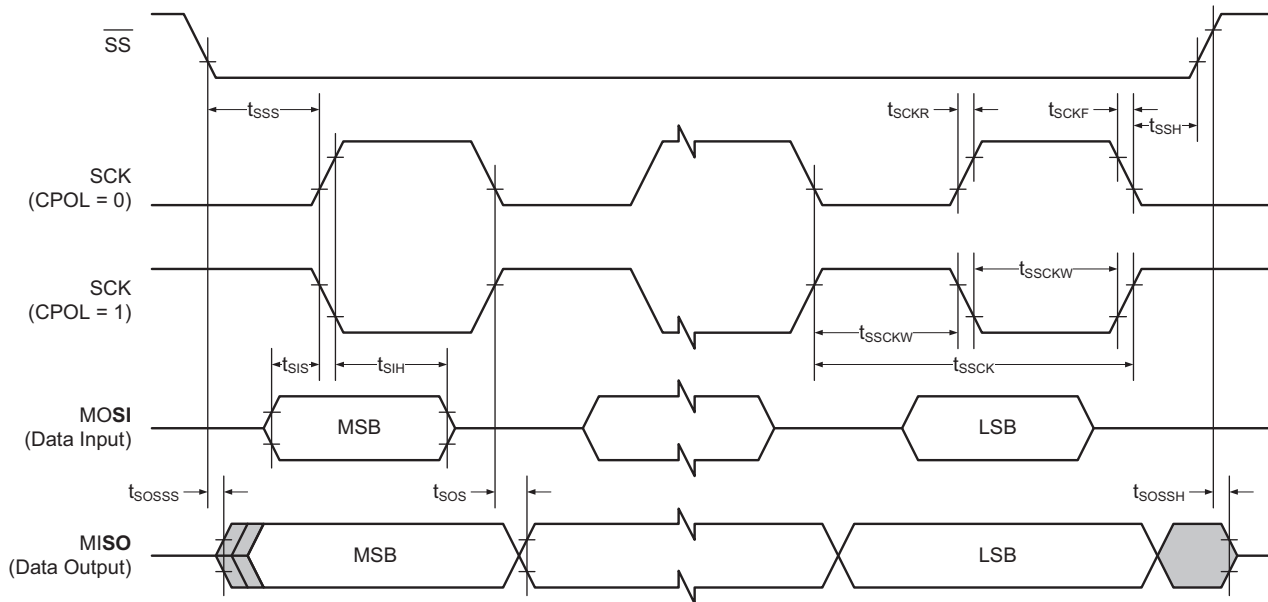 SS
tSSS
tSCKR
tSCKF
tSSH
SCK
(CPOL = 0)
SCK
(CPOL = 1)
tSSCKW
tSSCKW
tSIS
tSIH
tSSCK
MOSI
(Data Input)
MSB
LSB
tSOSSS
tSOS
tSOSSH
MISO
(Data Output)
MSB
LSB